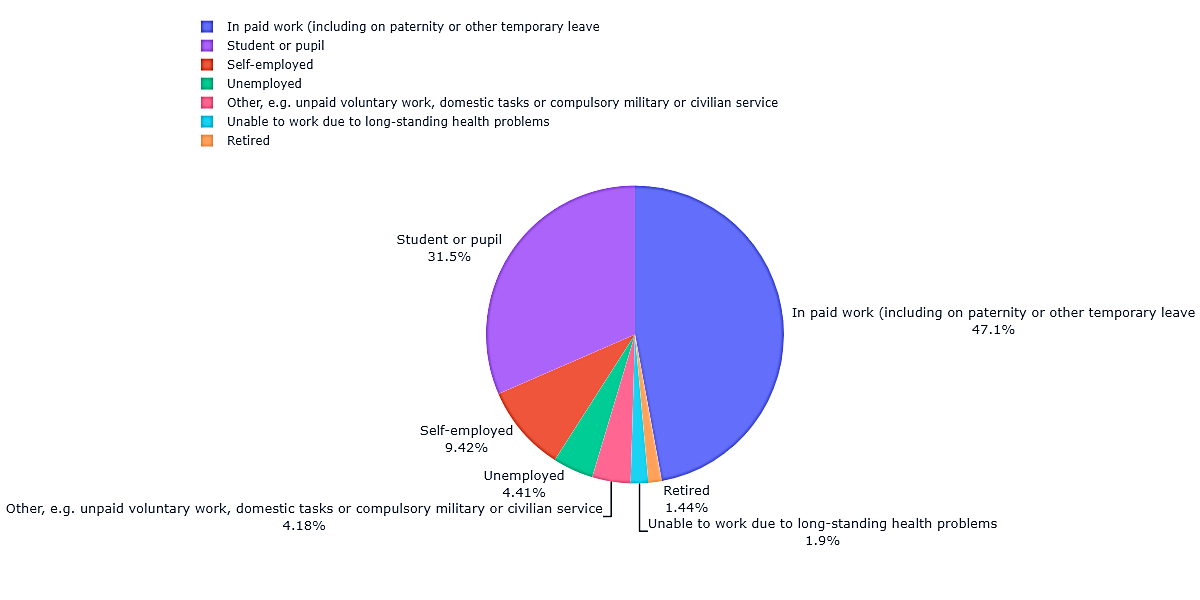 In paid work (including on paternity or other temporary leave
Student or pupil
Self-employed
Unemployed
Other, e.g. unpaid voluntary work, domestic tasks or compulsory military or civilian service
Unable to work due to long-standing health problems
Retired
Student or pupil
31.5%
In paid work (including on paternity or other temporary leave
47.1%
Self-employed
9.42%
Unemployed
4.41%
Retired
1.44%
Other, e.g. unpaid voluntary work, domestic tasks or compulsory military or civilian service
4.18%
Unable to work due to long-standing health problems
1.9%